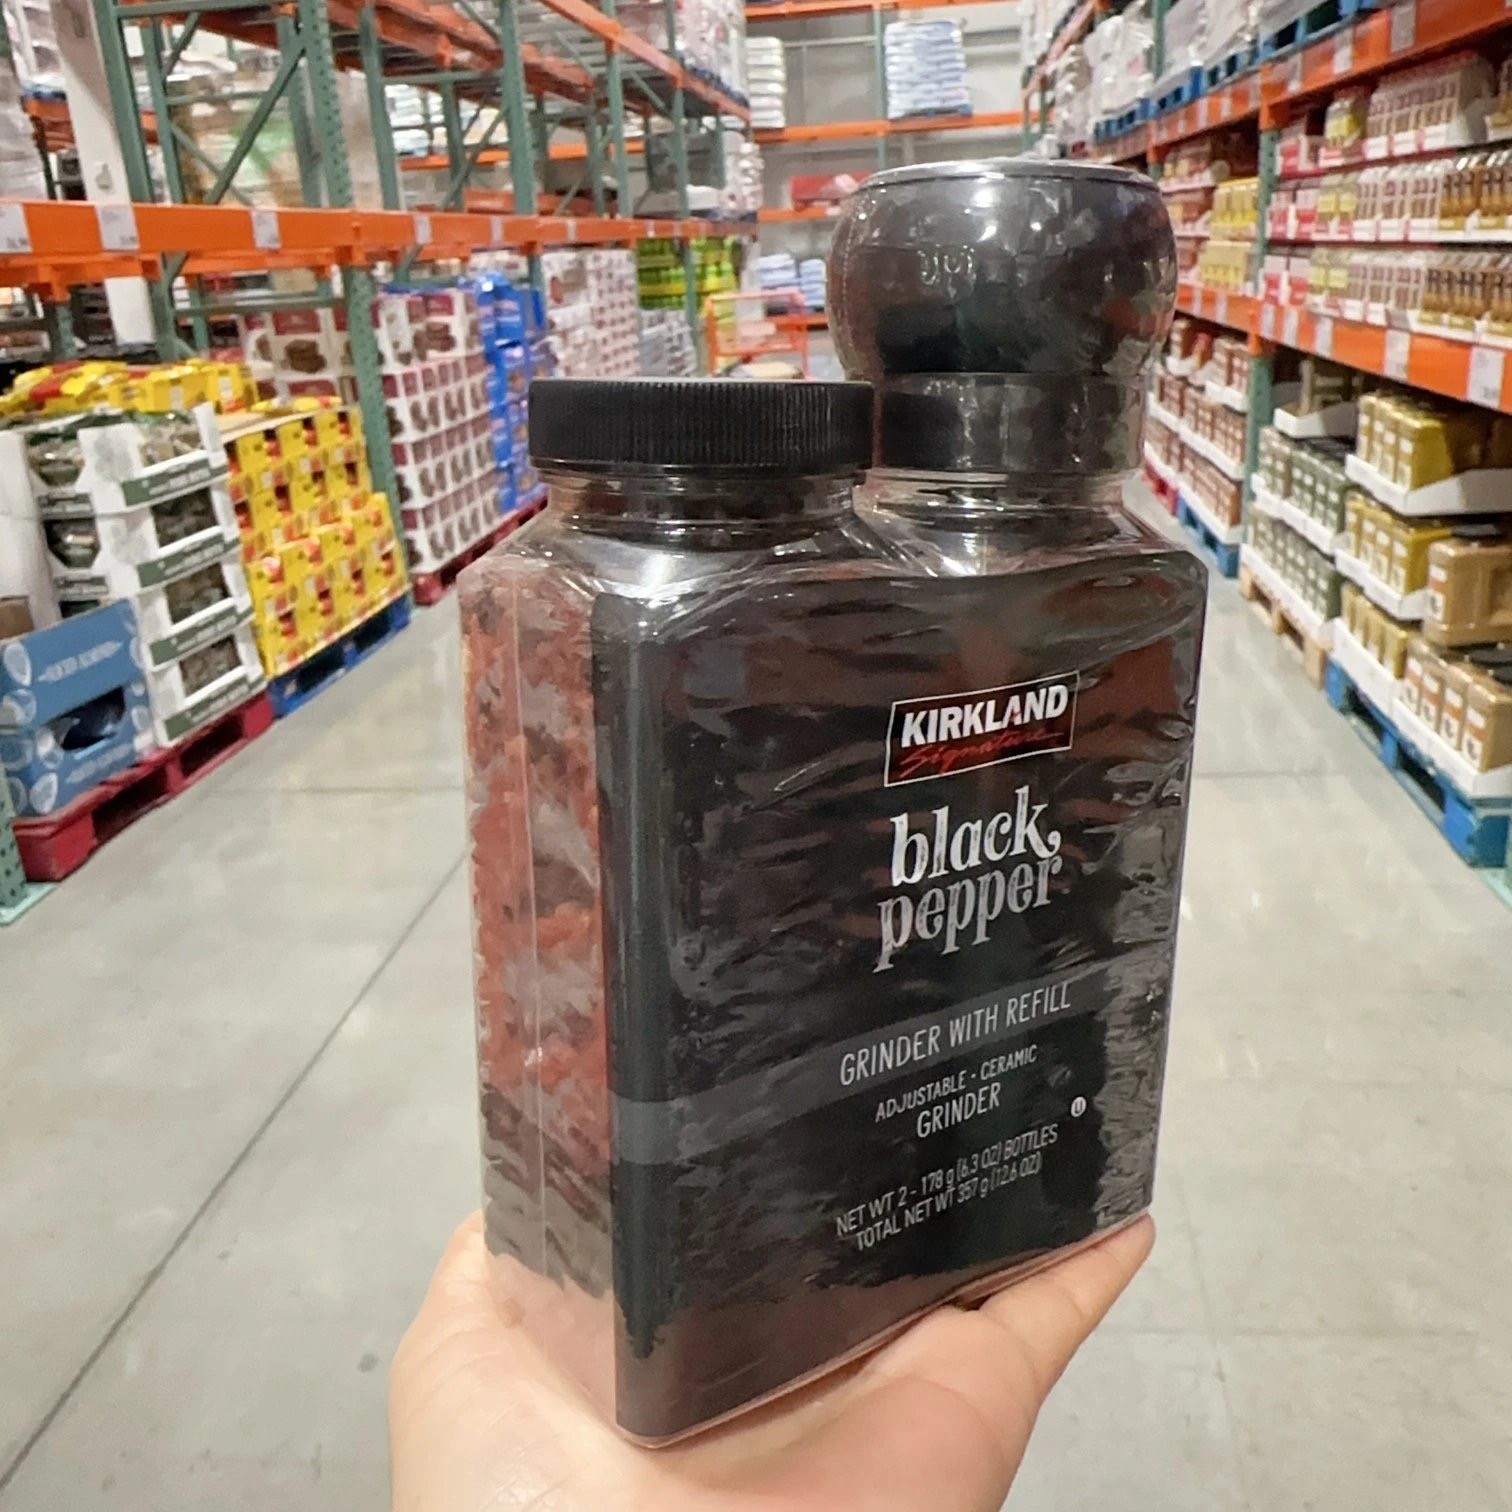 KIRKLAND
Signature
black
pepper
GRINDER WITH REFILL
ADJUSTABLE - CERAMIC
GRINDER
U
NET WT 2 - 178 g (6.3 OZ) BOTTLES
TOTAL NET WT 357 g (12.6 OZ)